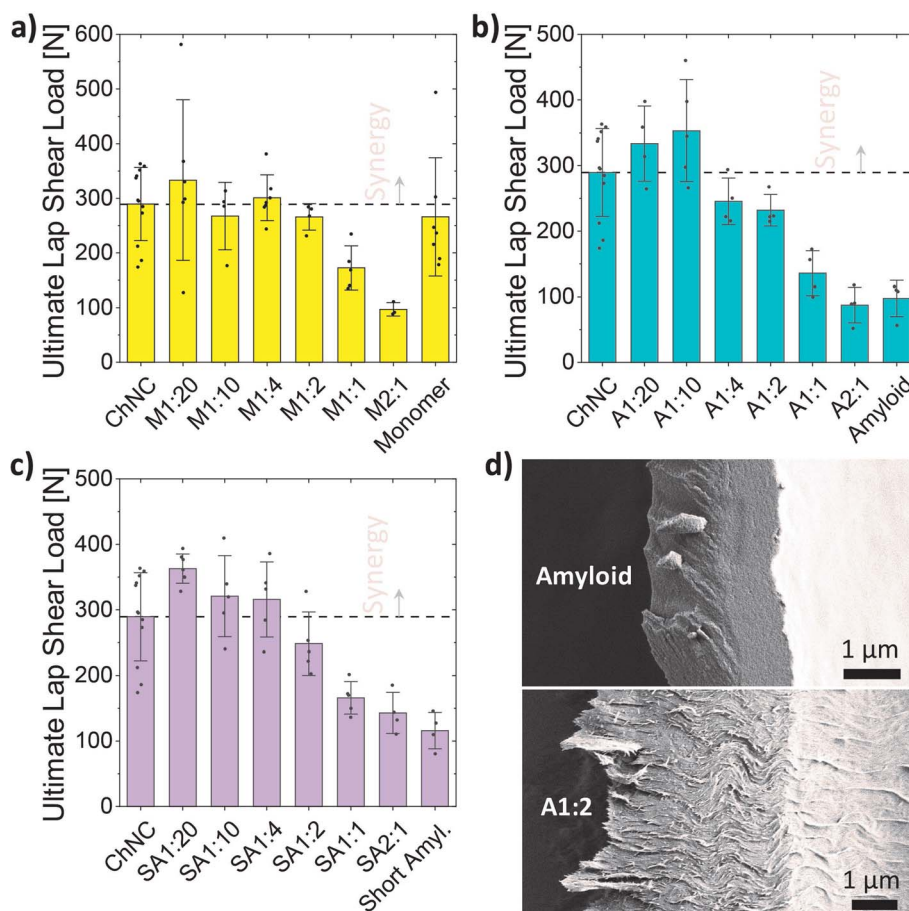 a)
Ultimate Lap Shear Load [N]
600
500
400
300
200
100
0
Synergy
ChNC
M1:20
M1:10
M1:4
M1:2
M1:1
M2:1
Monomer
b)
Ultimate Lap Shear Load [N]
500
400
300
200
100
0
Synergy
ChNC
A1:20
A1:10
A1:4
A1:2
A1:1
A2:1
Amyloid
c)
Ultimate Lap Shear Load [N]
500
400
300
200
100
0
Synergy
ChNC
SA1:20
SA1:10
SA1:4
SA1:2
SA1:1
SA2:1
Short Amyl.
d)
Amyloid
1 µm
A1:2
1 µm